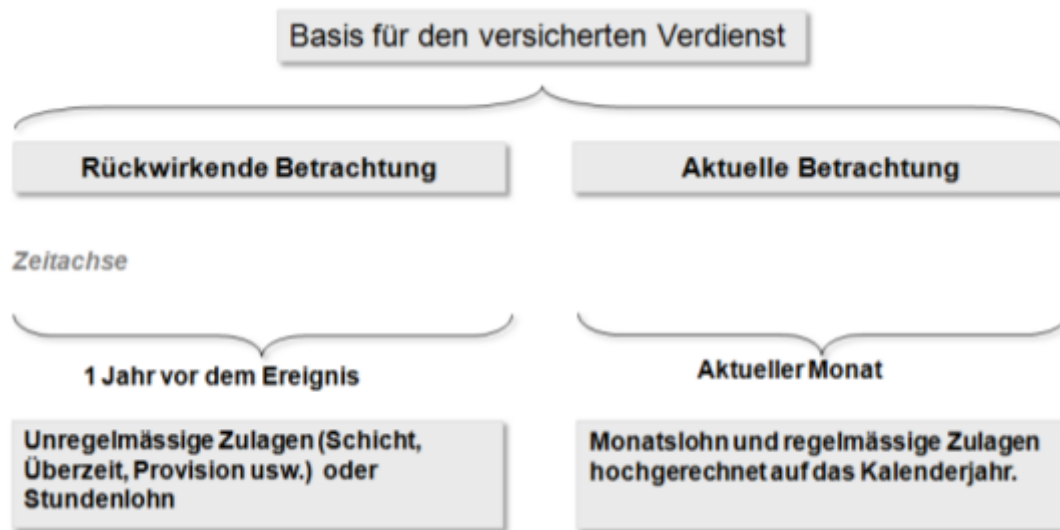 Basis für den versicherten Verdienst
Rückwirkende Betrachtung
Aktuelle Betrachtung
Zeitachse
1 Jahr vor dem Ereignis
Aktueller Monat
Unregelmässige Zulagen (Schicht,
Überzeit, Provision usw.) oder
Stundenlohn
Monatslohn und regelmässige Zulagen
hochgerechnet auf das Kalenderjahr.